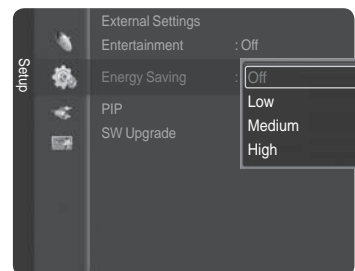 Setup
External Settings
Entertainment : Off
Energy Saving : Off
Low
Medium
High
PIP
SW Upgrade